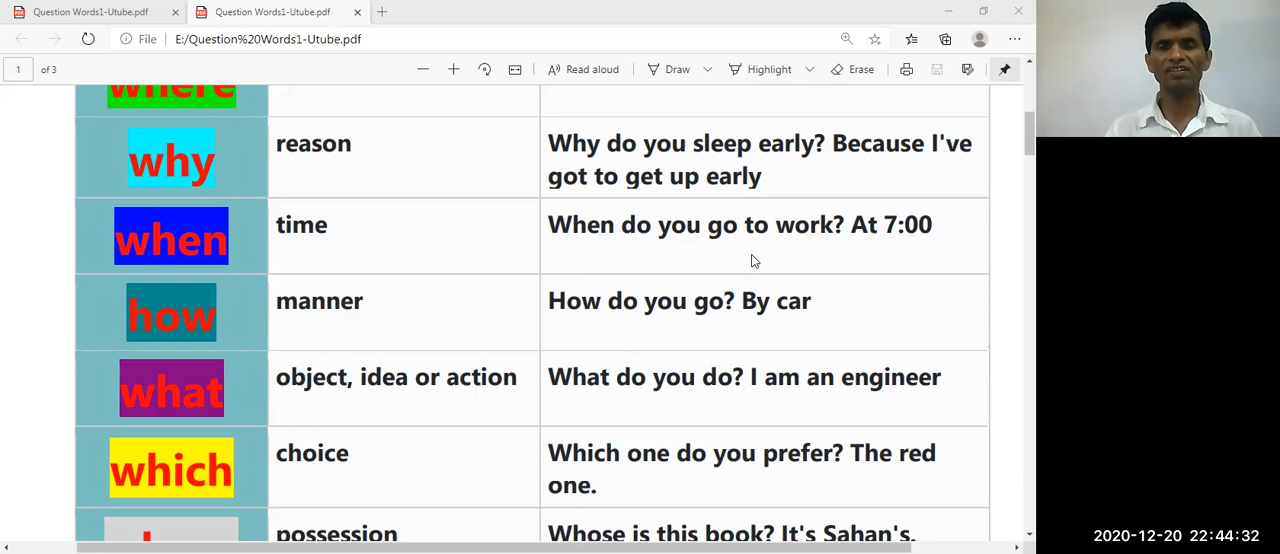 Question Words1-Utube.pdf
Question Words1-Utube.pdf
File E:/Question%20Words1-Utube.pdf
1 of 3 Read aloud Draw Highlight Erase
where
why reason Why do you sleep early? Because I've
got to get up early
when time When do you go to work? At 7:00
how manner How do you go? By car
what object, idea or action What do you do? I am an engineer
which choice Which one do you prefer? The red
one.
possession Whose is this book? It's Sahan's.
2020-12-20 22:44:32